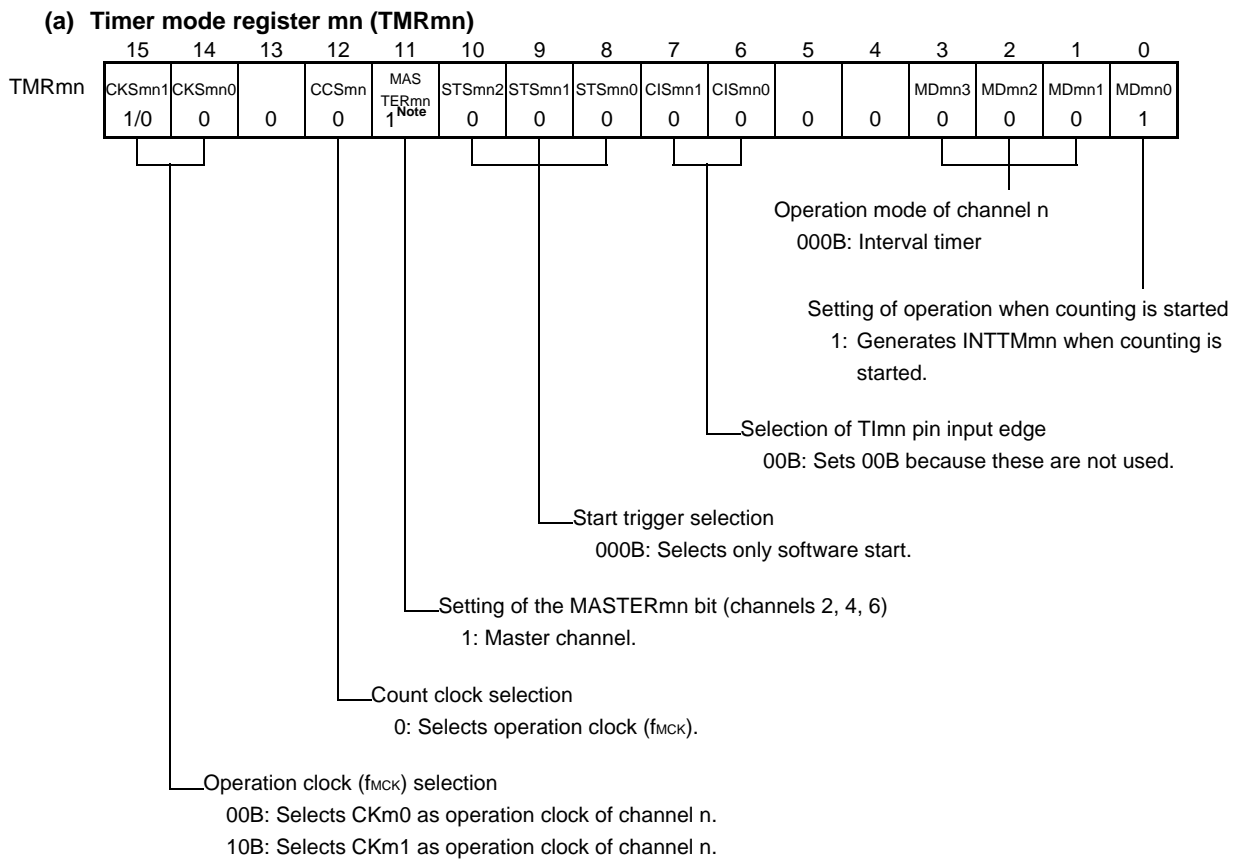 (a) Timer mode register mn (TMRmn)
15 14 13 12 11 10 9 8 7 6 5 4 3 2 1 0
TMRmn CKSmn1 CKSmn0 CCSmn MAS TERmn STSmn2 STSmn1 STSmn0 CISmn1 CISmn0 MDmn3 MDmn2 MDmn1 MDmn0
1/0 0 0 0 1Note 0 0 0 0 0 0 0 0 0 0 1
Operation mode of channel n
000B: Interval timer
Setting of operation when counting is started
1: Generates INTTMmn when counting is
started.
Selection of TImn pin input edge
00B: Sets 00B because these are not used.
Start trigger selection
000B: Selects only software start.
Setting of the MASTERmn bit (channels 2, 4, 6)
1: Master channel.
Count clock selection
0: Selects operation clock (fMCK).
Operation clock (fMCK) selection
00B: Selects CKm0 as operation clock of channel n.
10B: Selects CKm1 as operation clock of channel n.